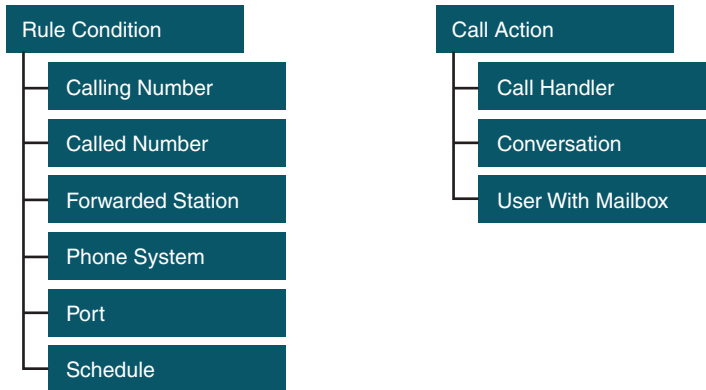 Rule Condition
Calling Number
Called Number
Forwarded Station
Phone System
Port
Schedule
Call Action
Call Handler
Conversation
User With Mailbox